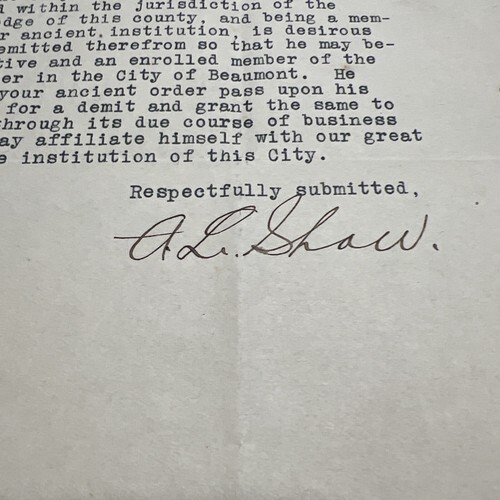 d within the jurisdiction of the
dge of this county, and being a mem-
r ancient institution, is desirous
emitted therefrom so that he may be-
tive and an enrolled member of the
er in the City of Beaumont. He
your ancient order pass upon his
for a demit and grant the same to
hrough its due course of business
ay affiliate himself with our great
e institution of this City.
Respectfully submitted,
A. L. Shaw.